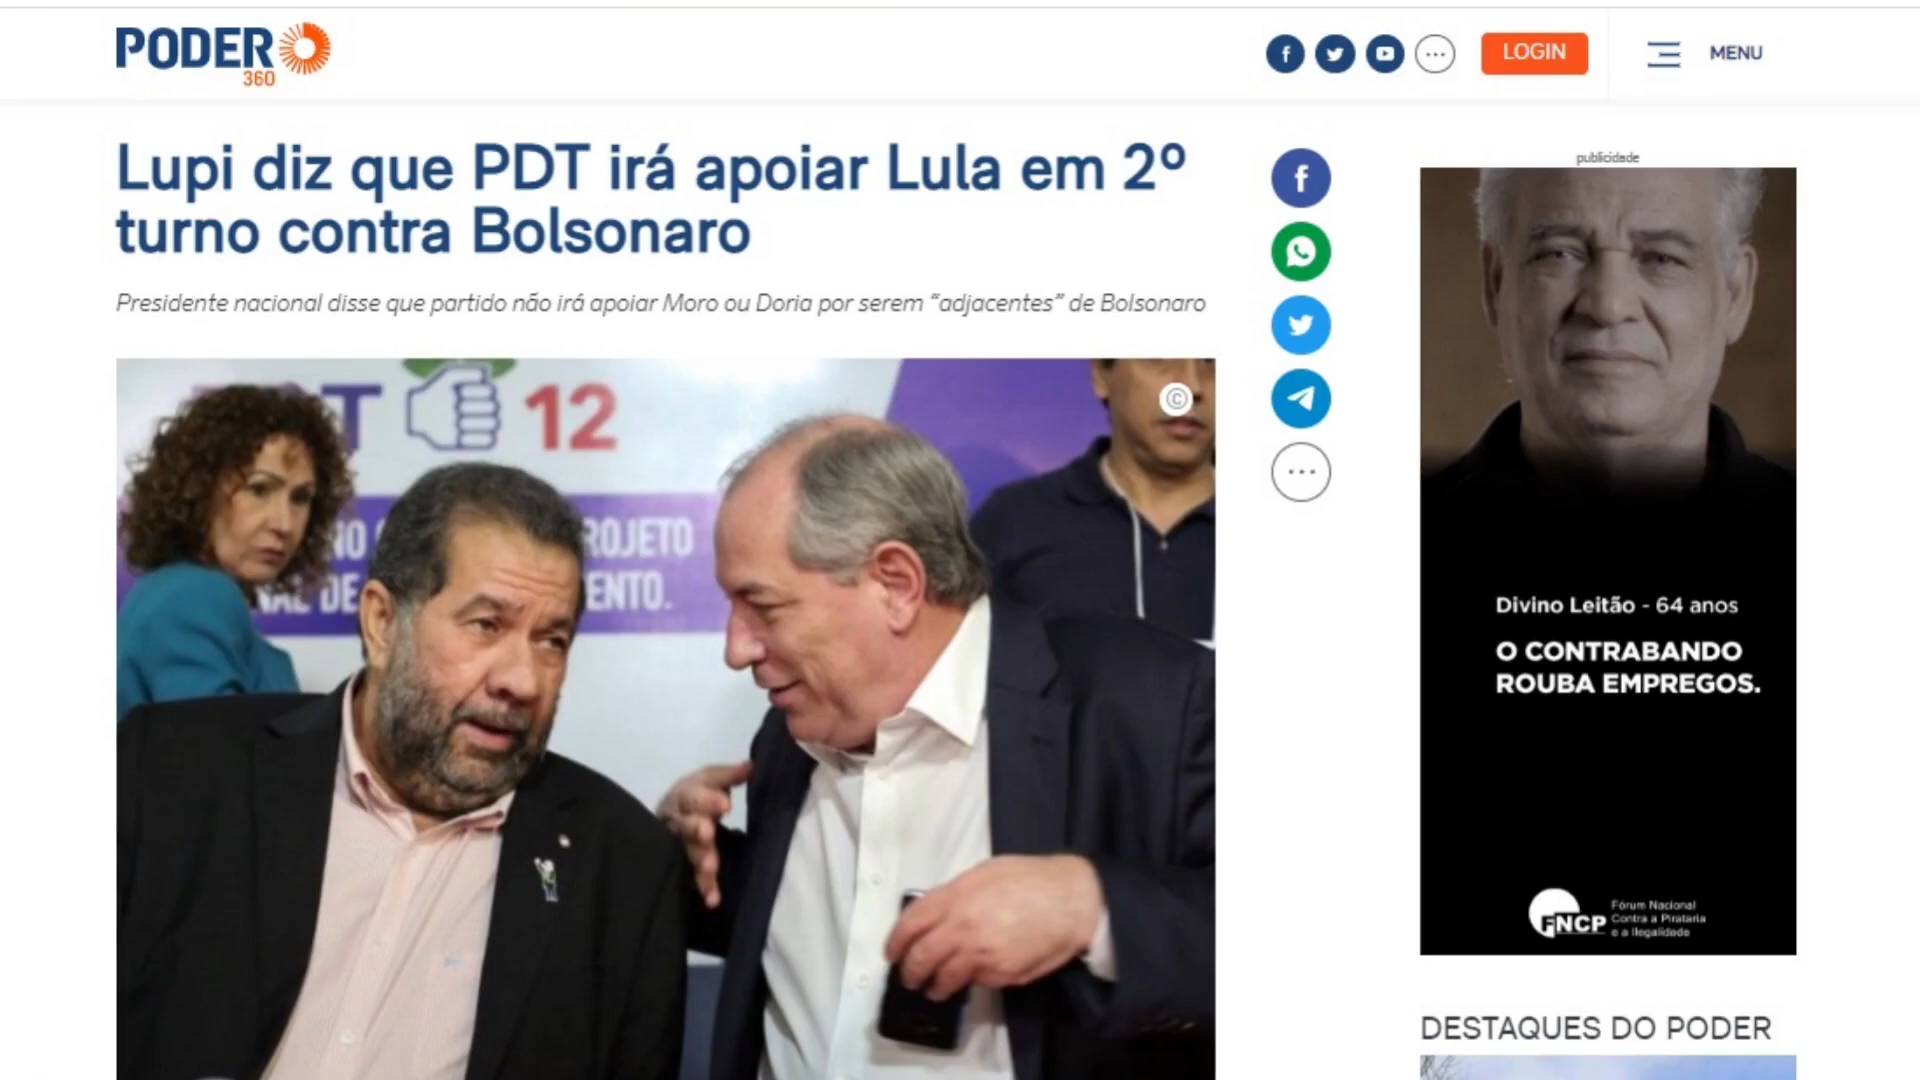 PODER
360
LOGIN
MENU
Lupi diz que PDT irá apoiar Lula em 2º
turno contra Bolsonaro
Presidente nacional disse que partido não irá apoiar Moro ou Doria por serem “adjacentes” de Bolsonaro
publicidade
PDT 12
ROJETO
DE
ENTO.
©
Divino Leitão - 64 anos
O CONTRABANDO
ROUBA EMPREGOS.
FNCP
Fórum Nacional
Contra a Pirataria
e a Ilegalidade
DESTAQUES DO PODER